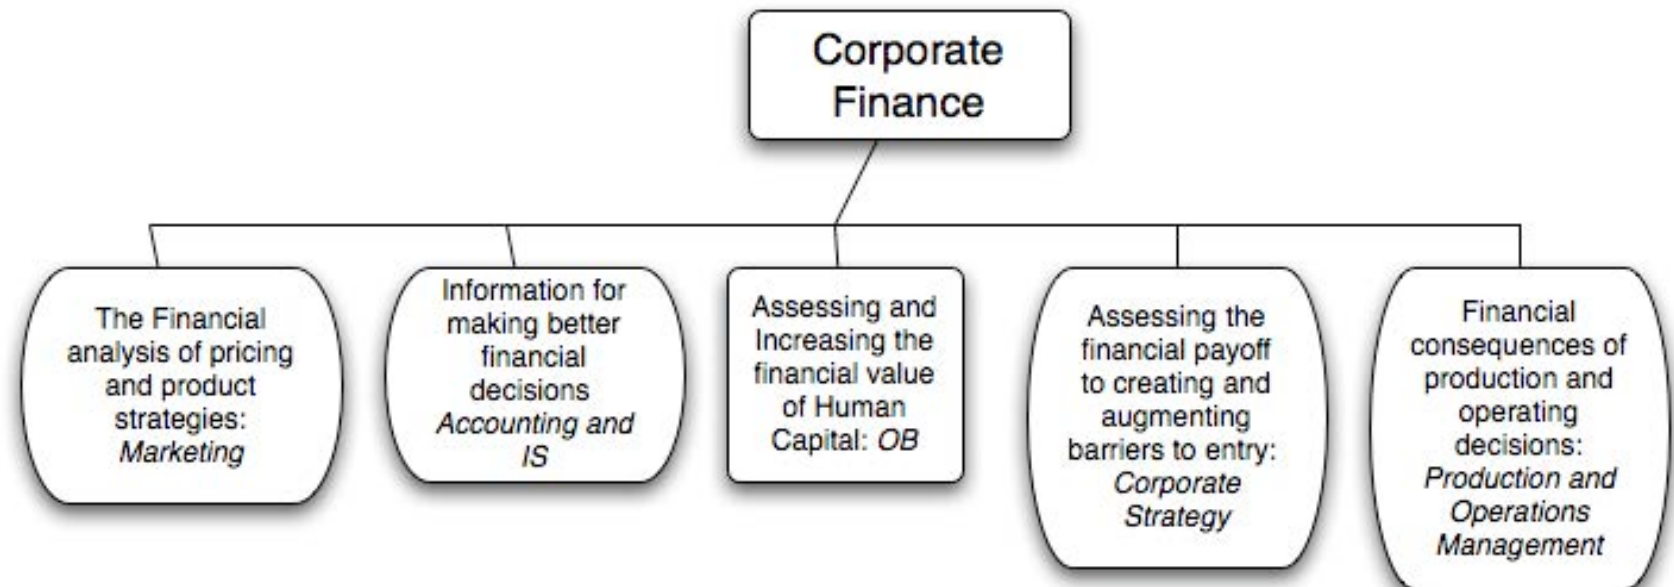 Corporate
Finance
The Financial
analysis of pricing
and product
strategies:
Marketing
Information for
making better
financial
decisions
Accounting and
IS
Assessing and
Increasing the
financial value
of Human
Capital: OB
Assessing the
financial payoff
to creating and
augmenting
barriers to entry:
Corporate
Strategy
Financial
consequences of
production and
operating
decisions:
Production and
Operations
Management